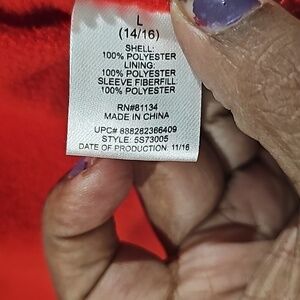 L
(14/16)
SHELL:
100% POLYESTER
LINING:
100% POLYESTER
SLEEVE FIBERFILL:
100% POLYESTER
RN#81134
MADE IN CHINA
UPC# 888282366409
STYLE: 5S73005
DATE OF PRODUCTION: 11/16